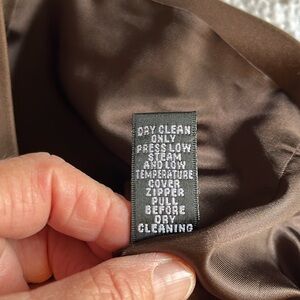 DRY CLEAN
ONLY
PRESS LOW
STEAM
AND LOW
TEMPERATURE
COVER
ZIPPER
PULL
BEFORE
DRY
CLEANING